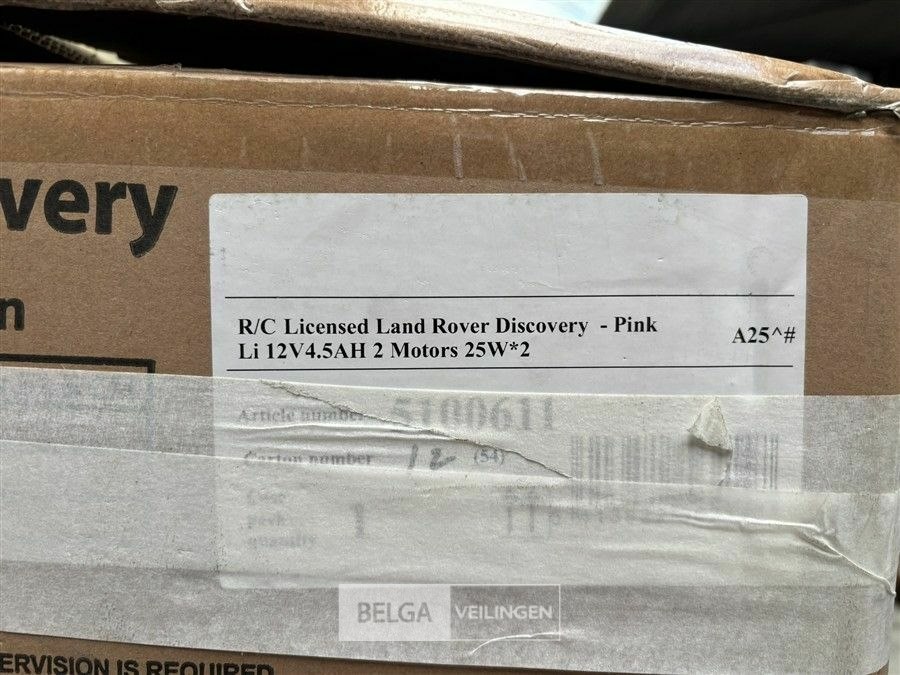 very
n
R/C Licensed Land Rover Discovery - Pink
Li 12V4.5AH 2 Motors 25W*2
A25^#
Article number 5100611
Carton number 12 (54)
quantity 1
BELGA VEILINGEN
ERVISION IS REQUIRED